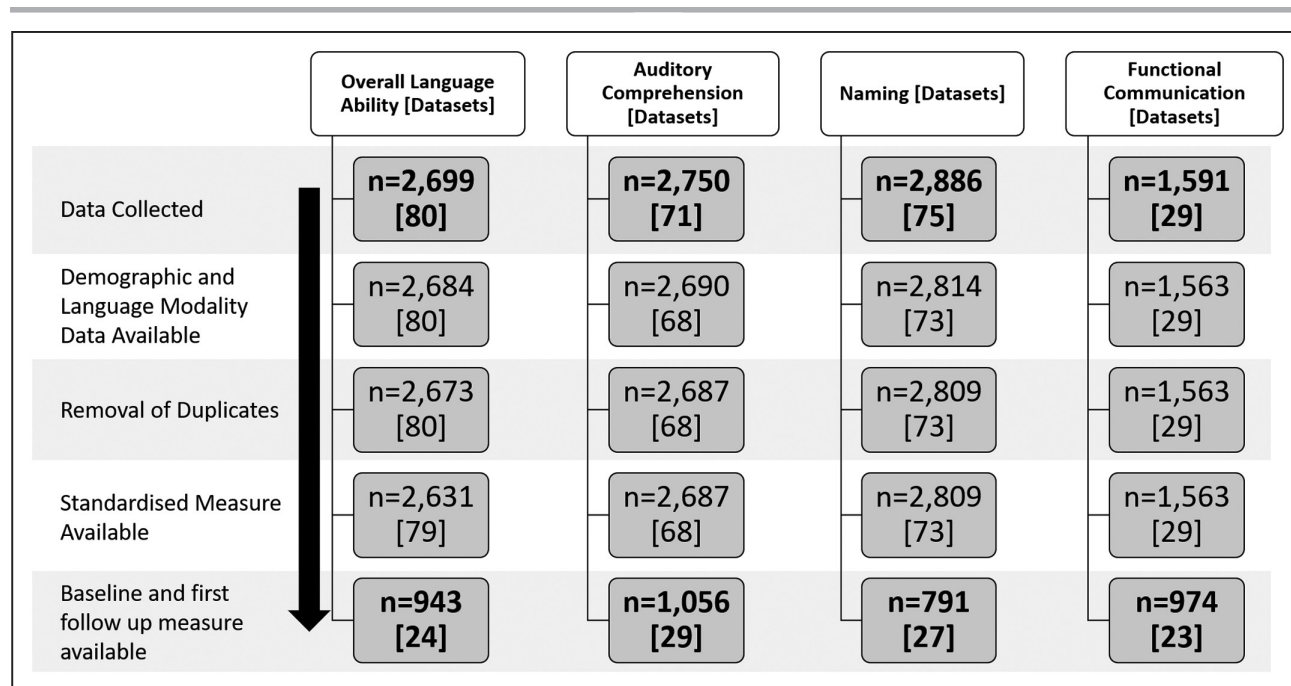 Overall Language
Ability [Datasets]
Auditory
Comprehension
[Datasets]
Naming [Datasets]
Functional
Communication
[Datasets]
Data Collected
n=2,699
[80]
n=2,750
[71]
n=2,886
[75]
n=1,591
[29]
Demographic and
Language Modality
Data Available
n=2,684
[80]
n=2,690
[68]
n=2,814
[73]
n=1,563
[29]
Removal of Duplicates
n=2,673
[80]
n=2,687
[68]
n=2,809
[73]
n=1,563
[29]
Standardised Measure
Available
n=2,631
[79]
n=2,687
[68]
n=2,809
[73]
n=1,563
[29]
Baseline and first
follow up measure
available
n=943
[24]
n=1,056
[29]
n=791
[27]
n=974
[23]